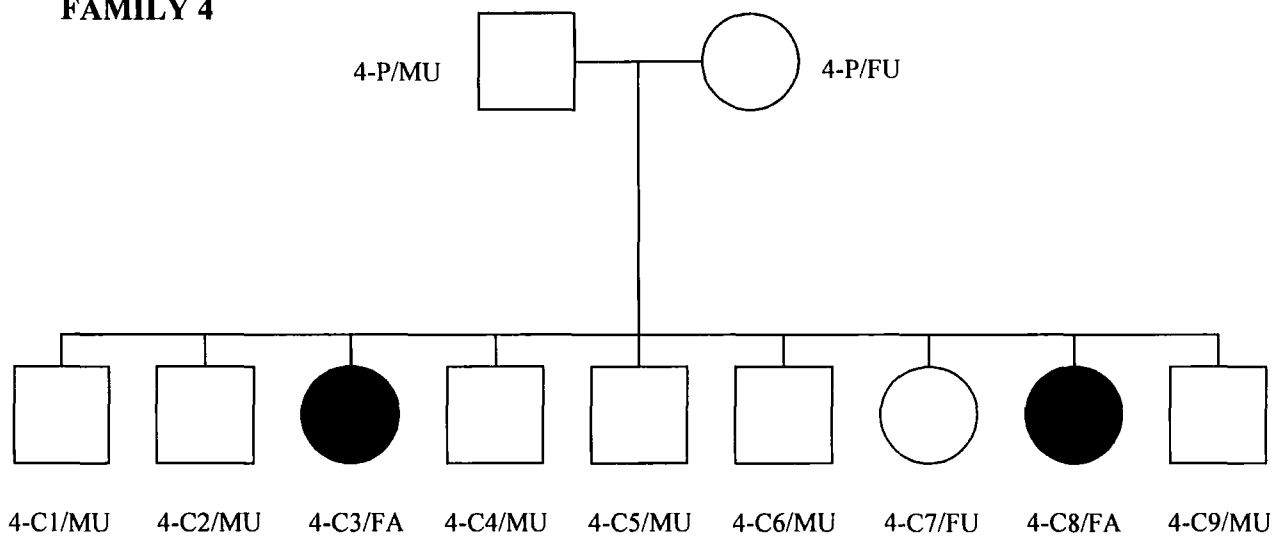 FAMILY 4
4-P/MU 4-P/FU
4-C1/MU 4-C2/MU 4-C3/FA 4-C4/MU 4-C5/MU 4-C6/MU 4-C7/FU 4-C8/FA 4-C9/MU